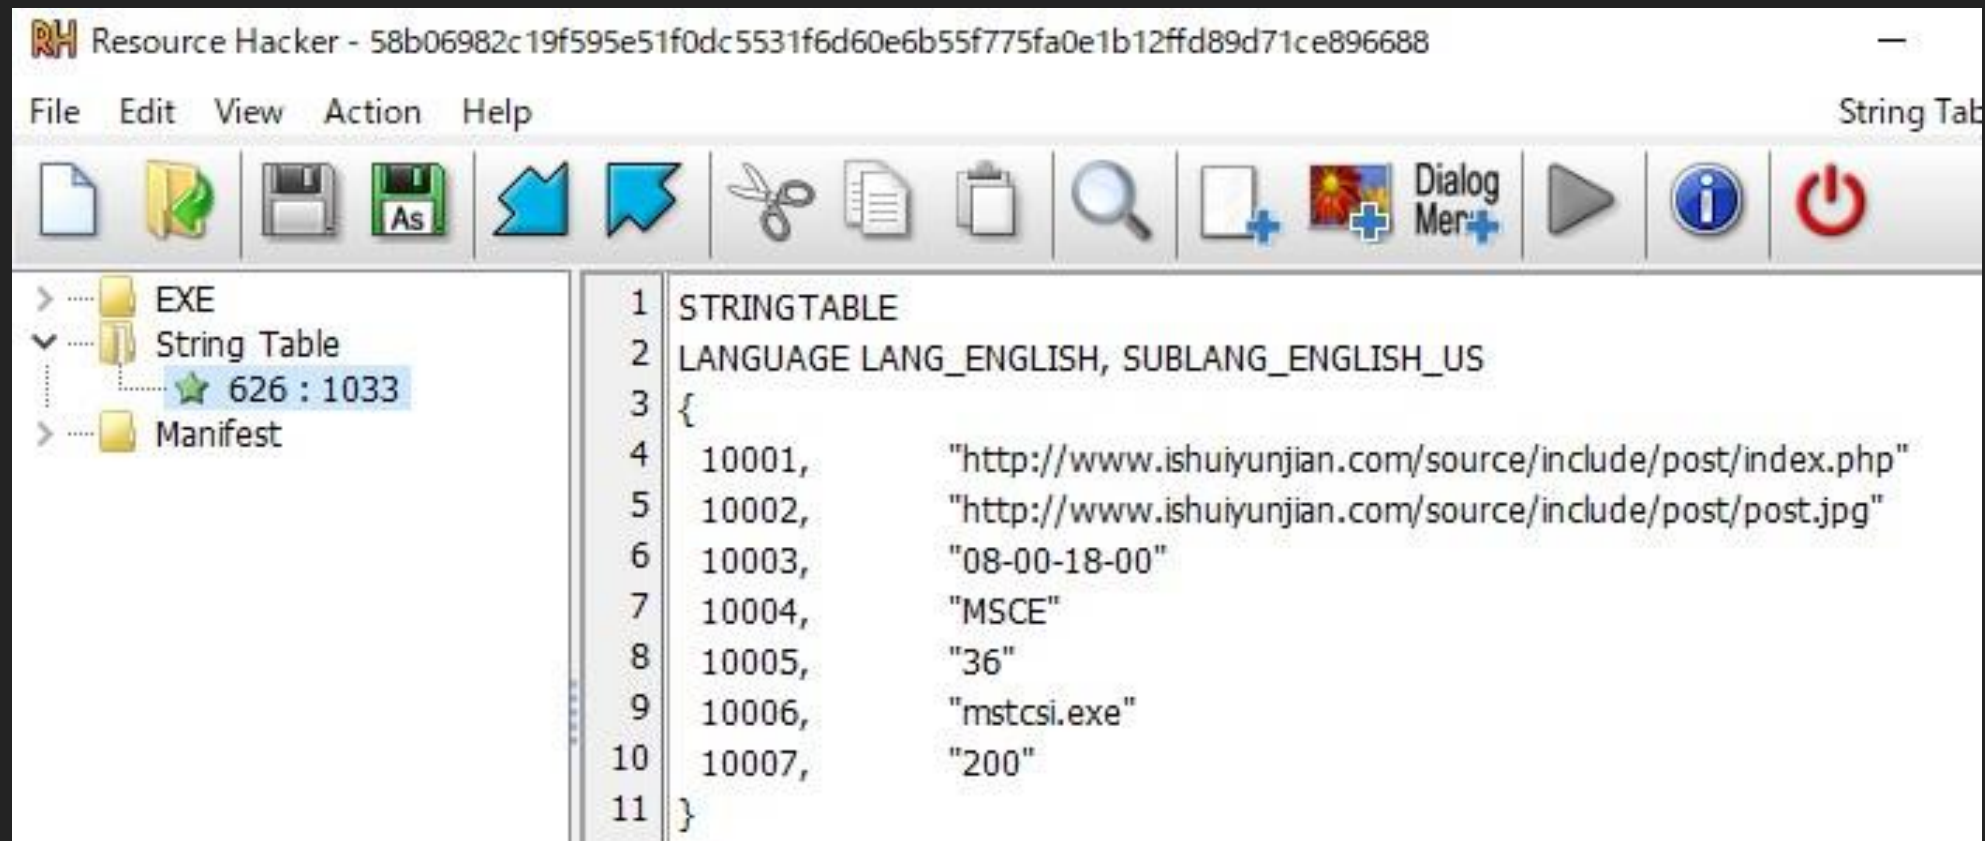 RH Resource Hacker - 58b06982c19f595e51f0dc5531f6d60e6b55f775fa0e1b12ffd89d71ce896688
File Edit View Action Help String Tab
As Dialog
Men
EXE
String Table
626 : 1033
Manifest
1 STRINGTABLE
2 LANGUAGE LANG_ENGLISH, SUBLANG_ENGLISH_US
3 {
4 10001, "http://www.ishuiyunjian.com/source/include/post/index.php"
5 10002, "http://www.ishuiyunjian.com/source/include/post/post.jpg"
6 10003, "08-00-18-00"
7 10004, "MSCE"
8 10005, "36"
9 10006, "mstcsi.exe"
10 10007, "200"
11 }